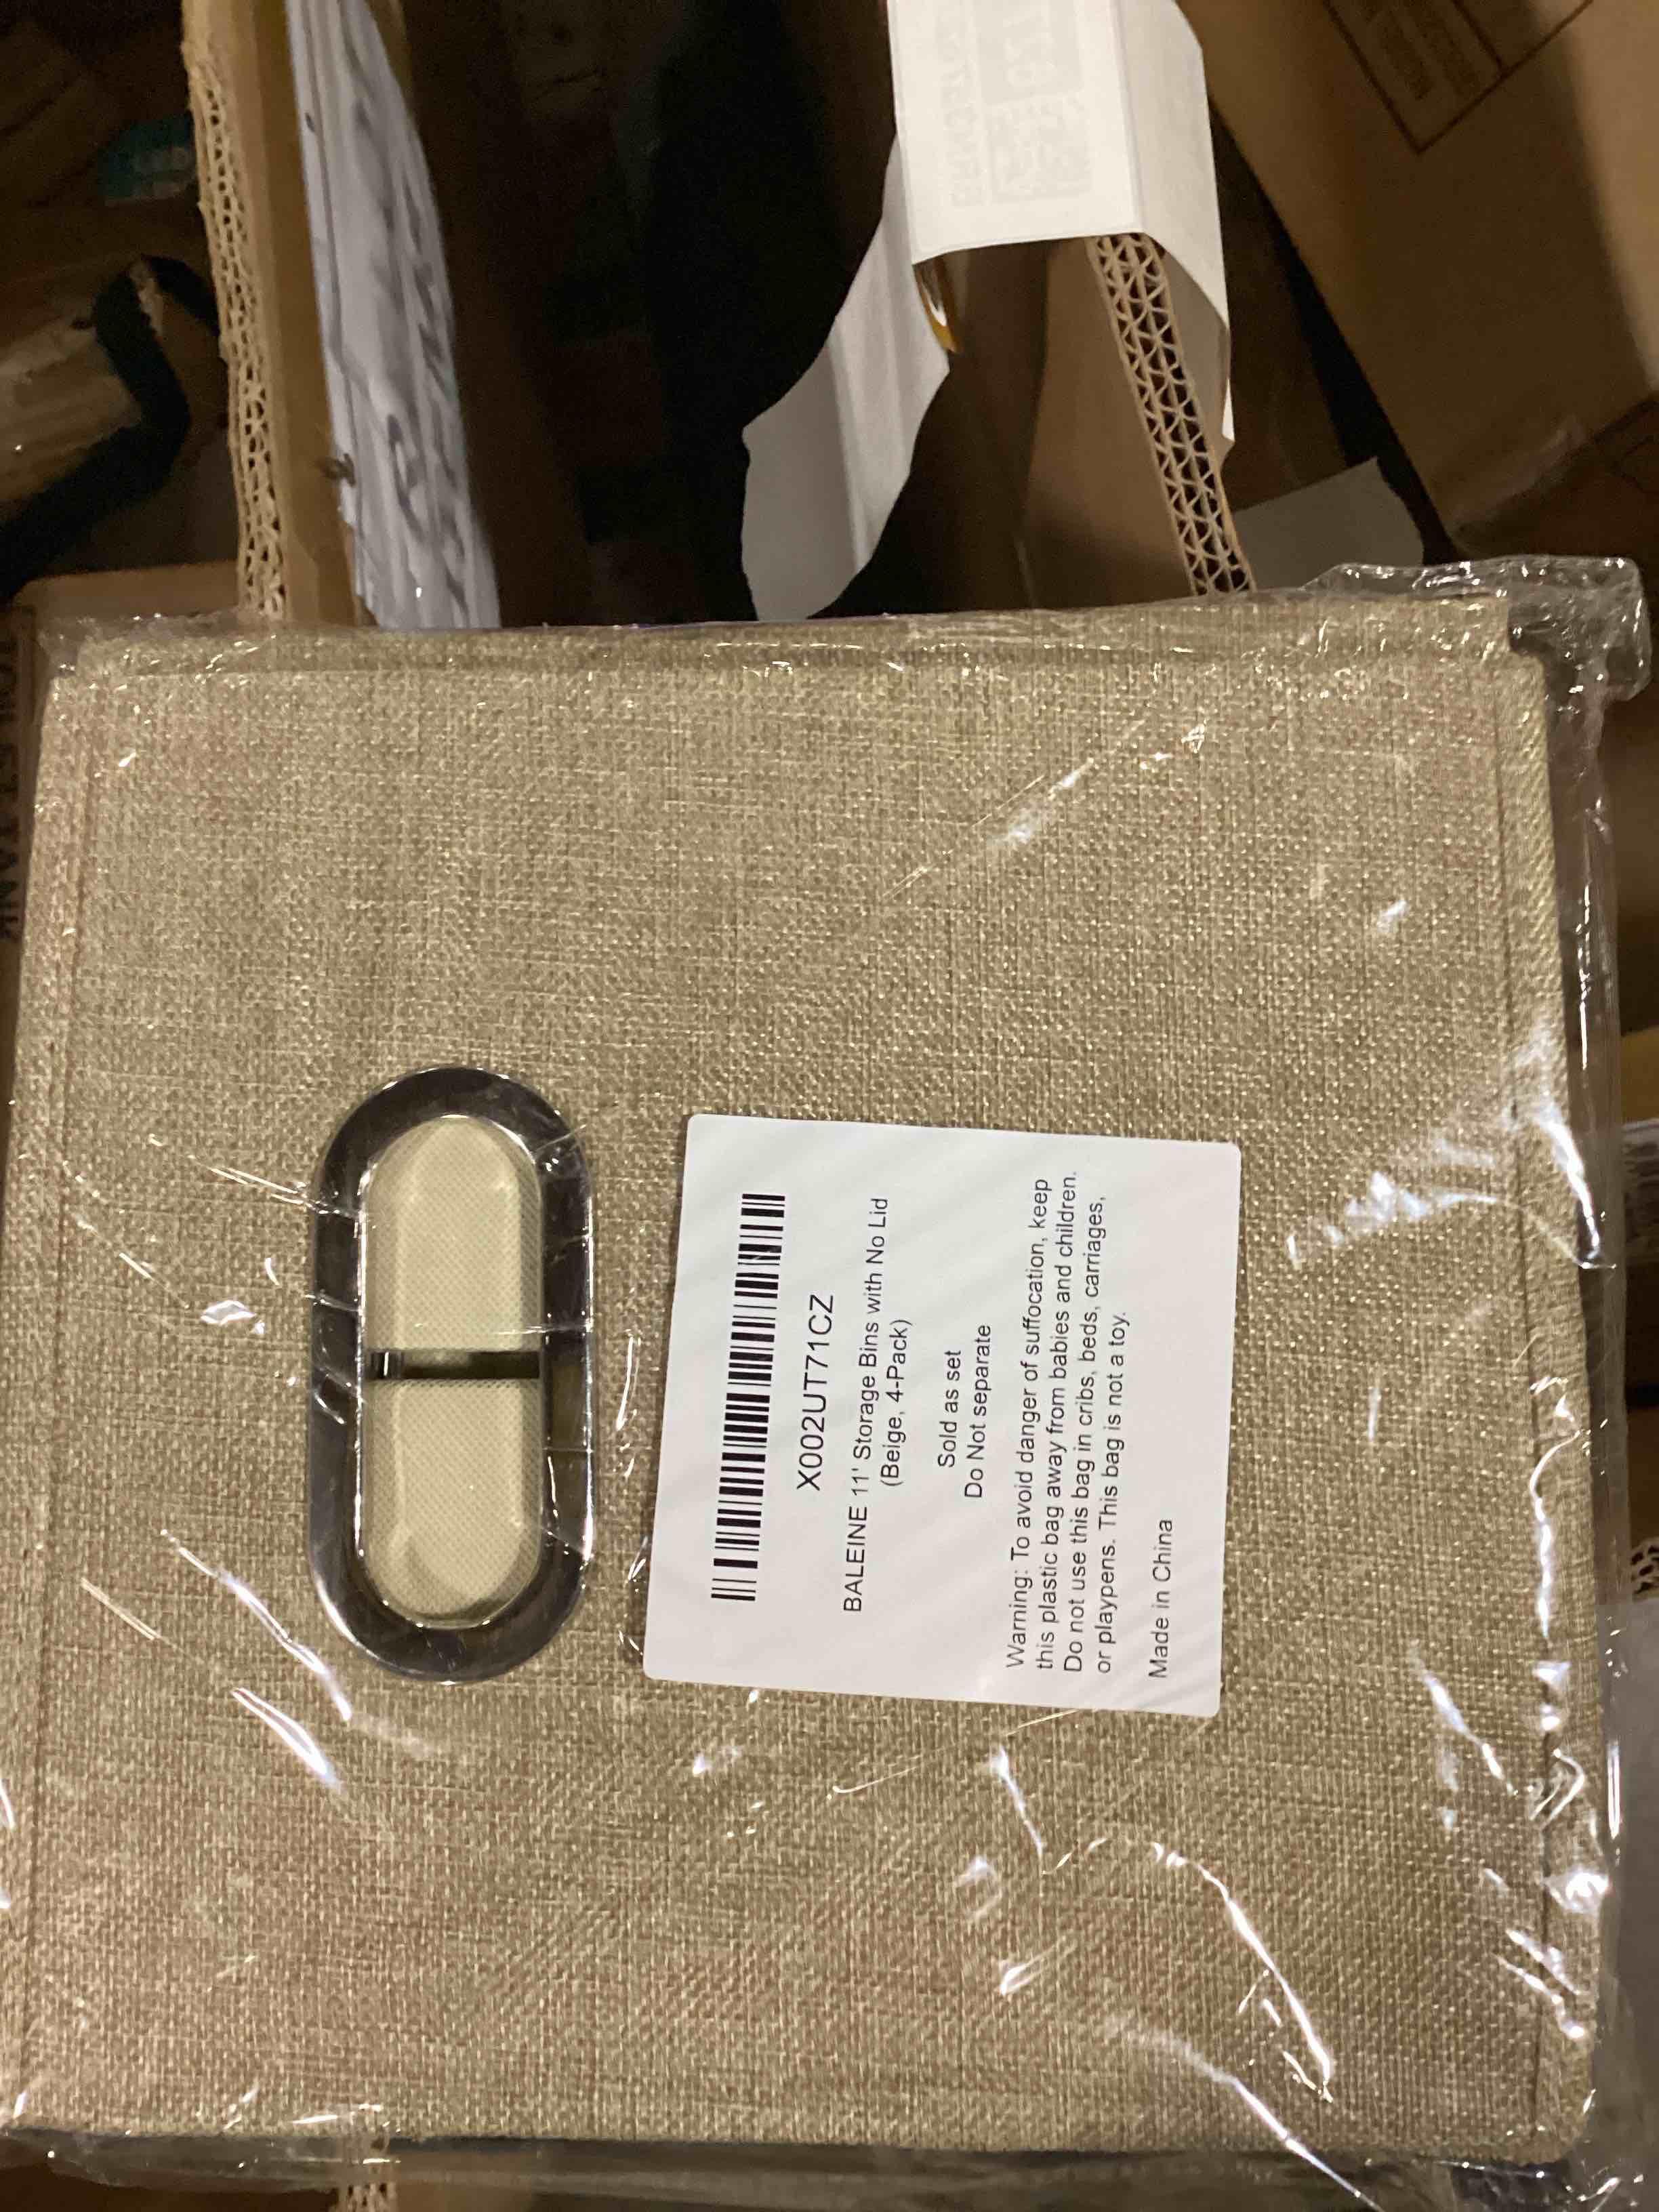 X002UT71CZ
BALEINE 11' Storage Bins with No Lid
(Beige, 4-Pack)
Sold as set
Do Not separate
Warning: To avoid danger of suffocation, keep
this plastic bag away from babies and children.
Do not use this bag in cribs, beds, carriages,
or playpens. This bag is not a toy.
Made in China